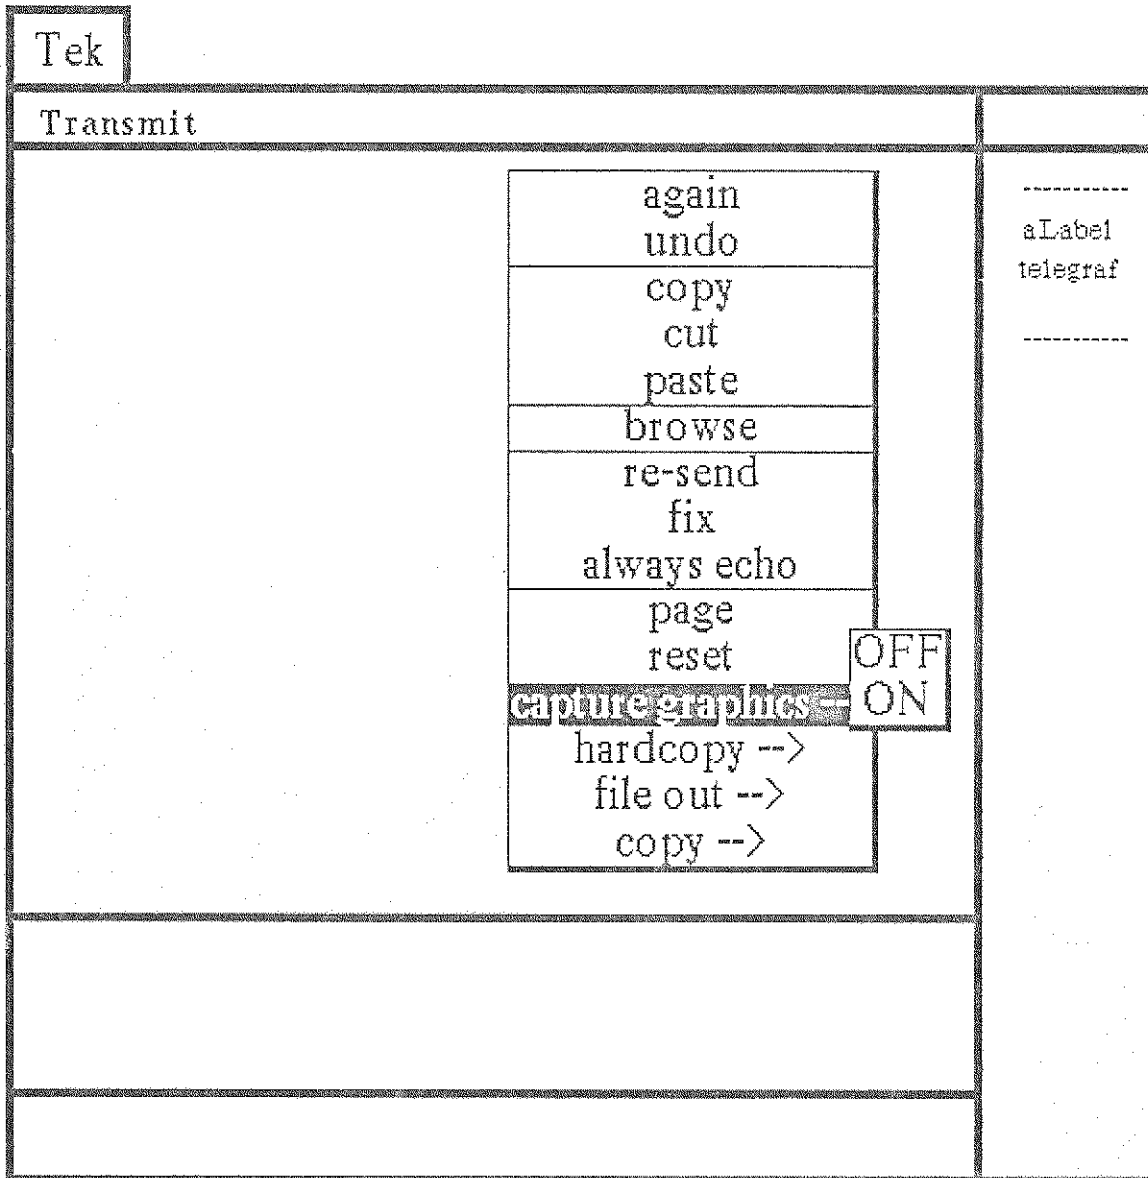 Tek
Transmit
again
undo
copy
cut
paste
browse
re-send
fix
always echo
page
reset
capture graphics --
hardcopy -->
file out -->
copy -->
OFF
ON
-----------
aLabel
telegraf
-----------